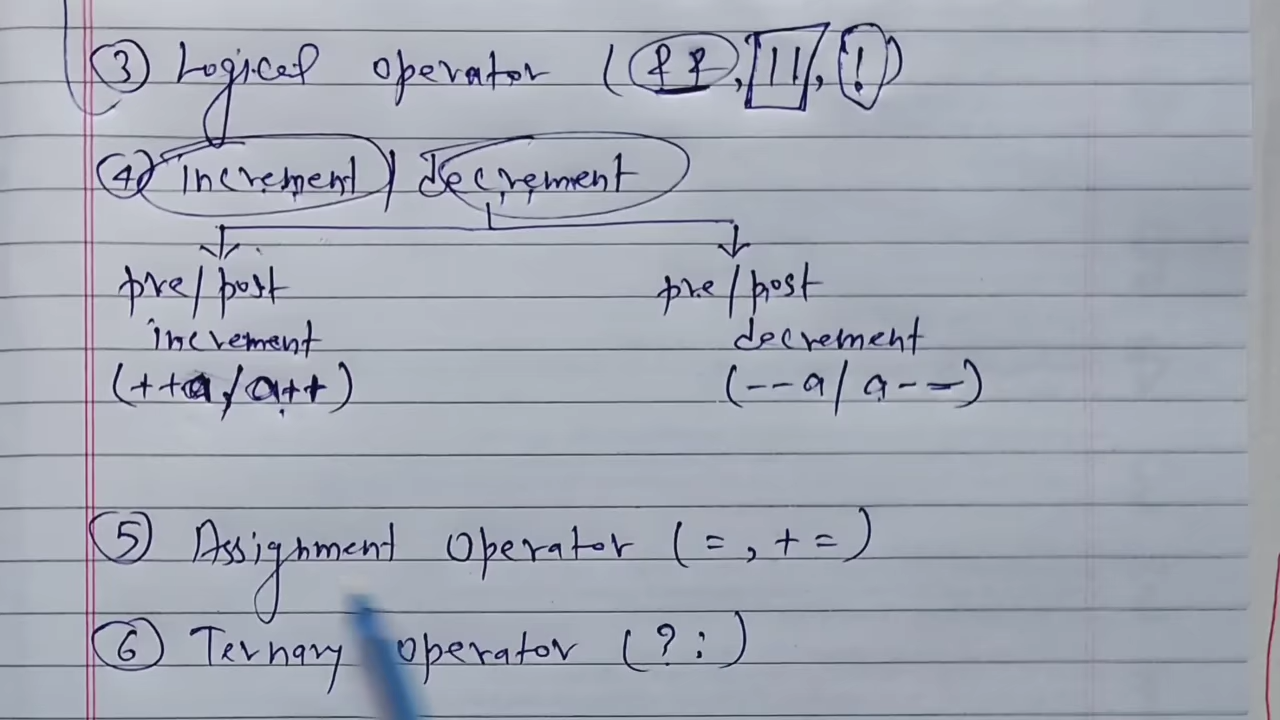 ③ Logical operator (&&, ||, !)
④ increment / decrement
pre/post pre/post
increment decrement
(++a/a++) (--a/a--)
⑤ Assignment Operator (=, +=)
⑥ Ternary operator (?:)